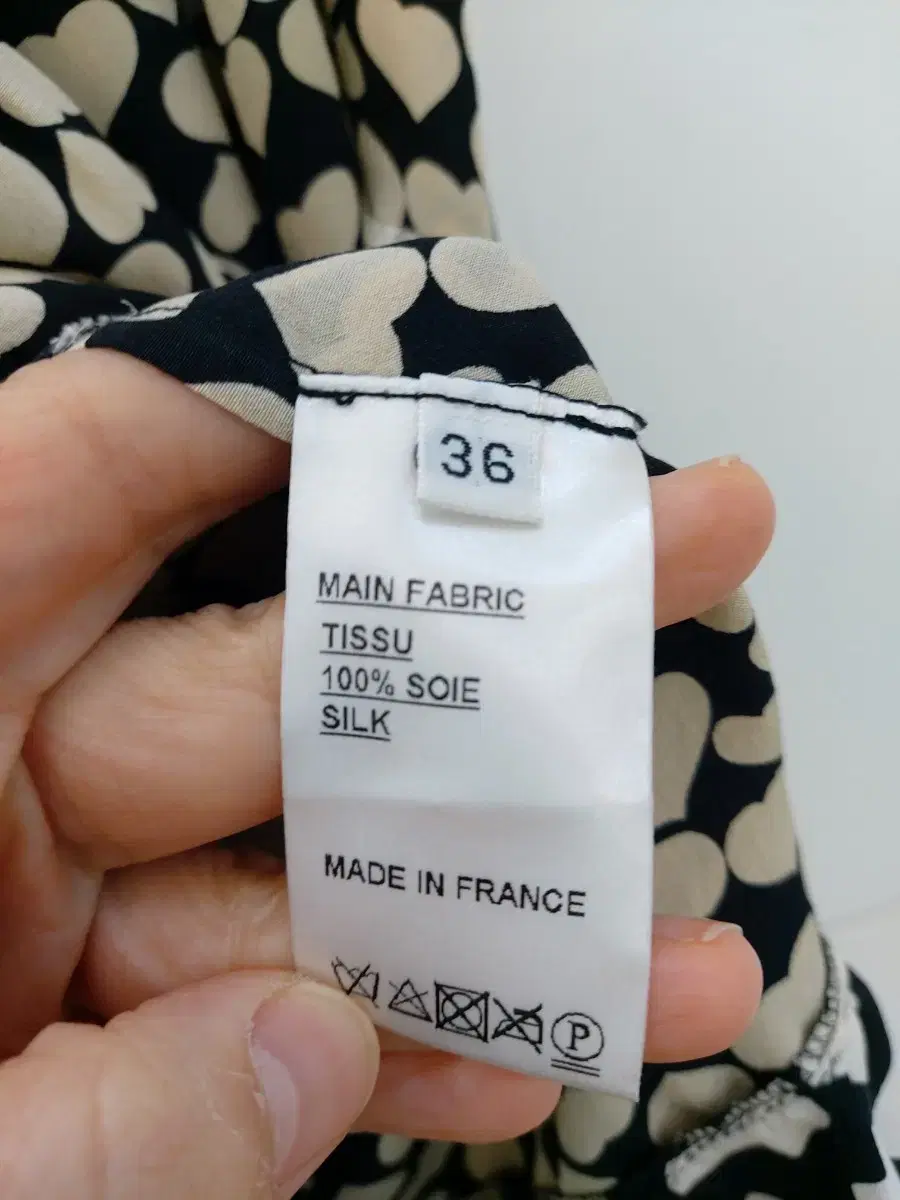 36
MAIN FABRIC
TISSU
100% SOIE
SILK
MADE IN FRANCE
P